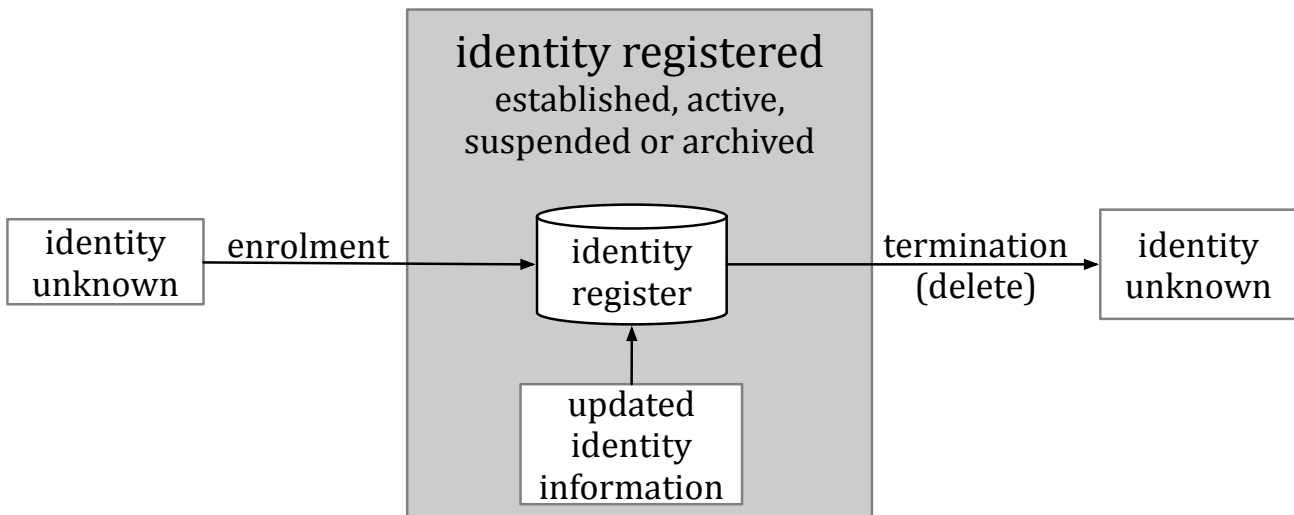 identity registered
established, active,
suspended or archived
identity
unknown
enrolment
identity
register
termination
(delete)
identity
unknown
updated
identity
information